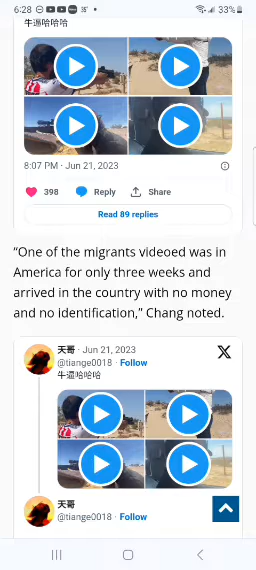 6:28
35°
33%
牛逼哈哈哈
8:07 PM · Jun 21, 2023
398 Reply Share
Read 89 replies
“One of the migrants videoed was in
America for only three weeks and
arrived in the country with no money
and no identification,” Chang noted.
天哥 · Jun 21, 2023
@tiange0018 · Follow
牛逼哈哈哈
天哥
@tiange0018 · Follow